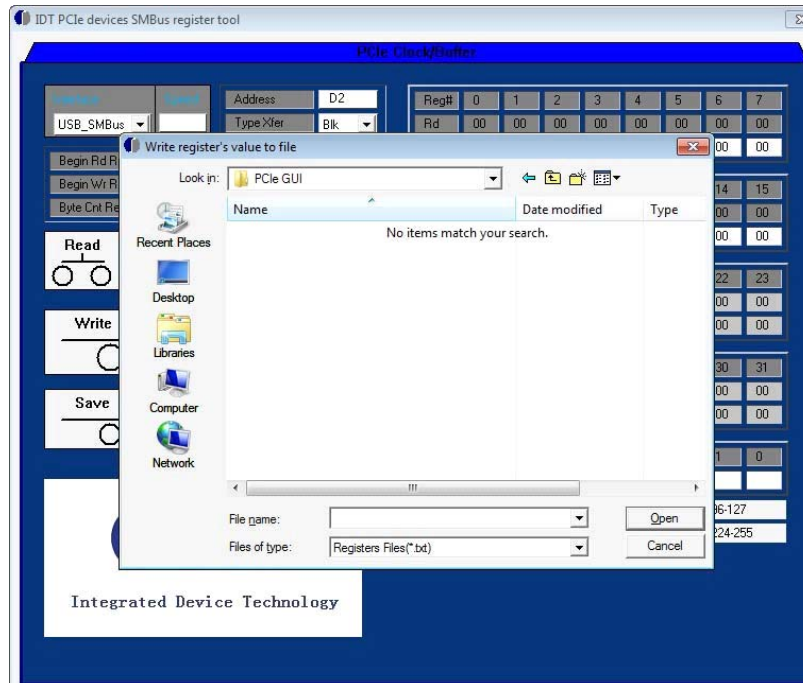 IDT PCIe devices SMBus register tool
PCIe Clock/Buffer
Address D2
Reg# 0 1 2 3 4 5 6 7
USB_SMBus
Type Xfer Blk
Rd 00 00 00 00 00 00 00 00
00 00
Write register's value to file
Begin Rd R
Begin Wr R
Byte Cnt Re
Look in: PCIe GUI
Name Date modified Type
No items match your search.
14 15
00 00
00 00
Read
Recent Places
Desktop
22 23
00 00
00 00
Write
Libraries
30 31
00 00
00 00
Save
Computer
Network
1 0
File name: Open
Files of type: Registers Files(*.txt) Cancel
96-127
224-255
Integrated Device Technology